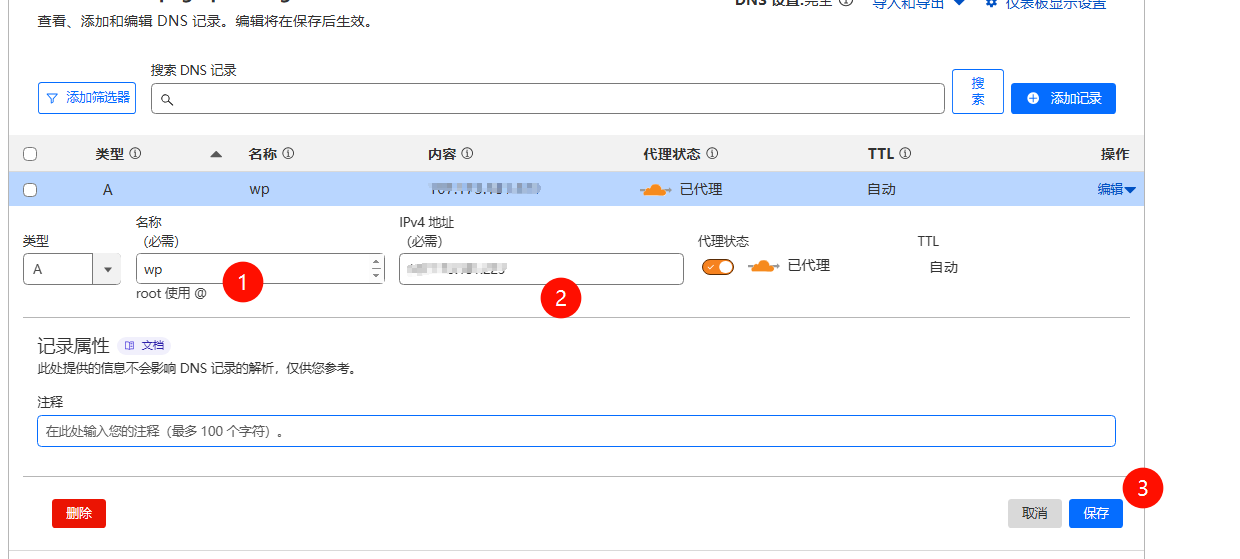 DNS 设置:完全
导入和导出
仪表板显示设置
查看、添加和编辑 DNS 记录。编辑将在保存后生效。
搜索 DNS 记录
添加筛选器
搜索
添加记录
类型 名称 内容 代理状态 TTL 操作
A wp 已代理 自动 编辑
类型
名称
（必需）
IPv4 地址
（必需）
代理状态
TTL
A
wp
已代理
自动
root 使用 @
1
2
记录属性 文档
此处提供的信息不会影响 DNS 记录的解析，仅供您参考。
注释
在此处输入您的注释（最多 100 个字符）。
3
删除
取消
保存